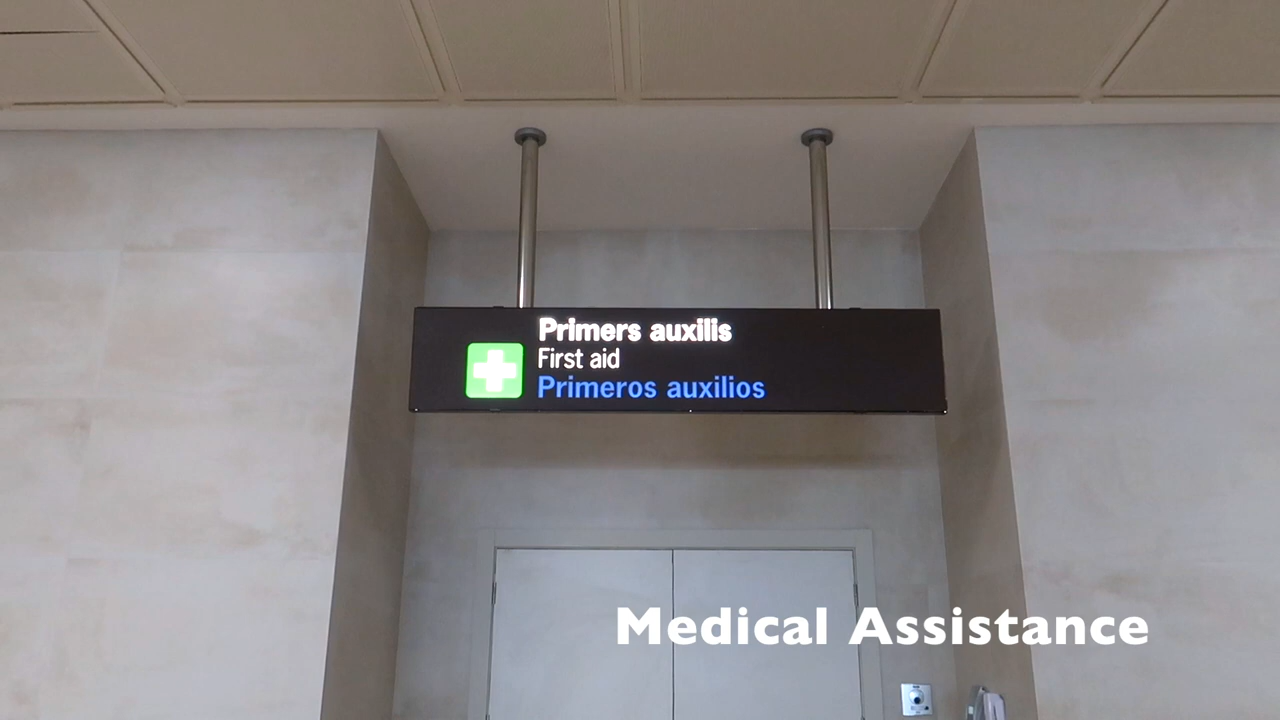 Primers auxilis
First aid
Primeros auxilios
Medical Assistance